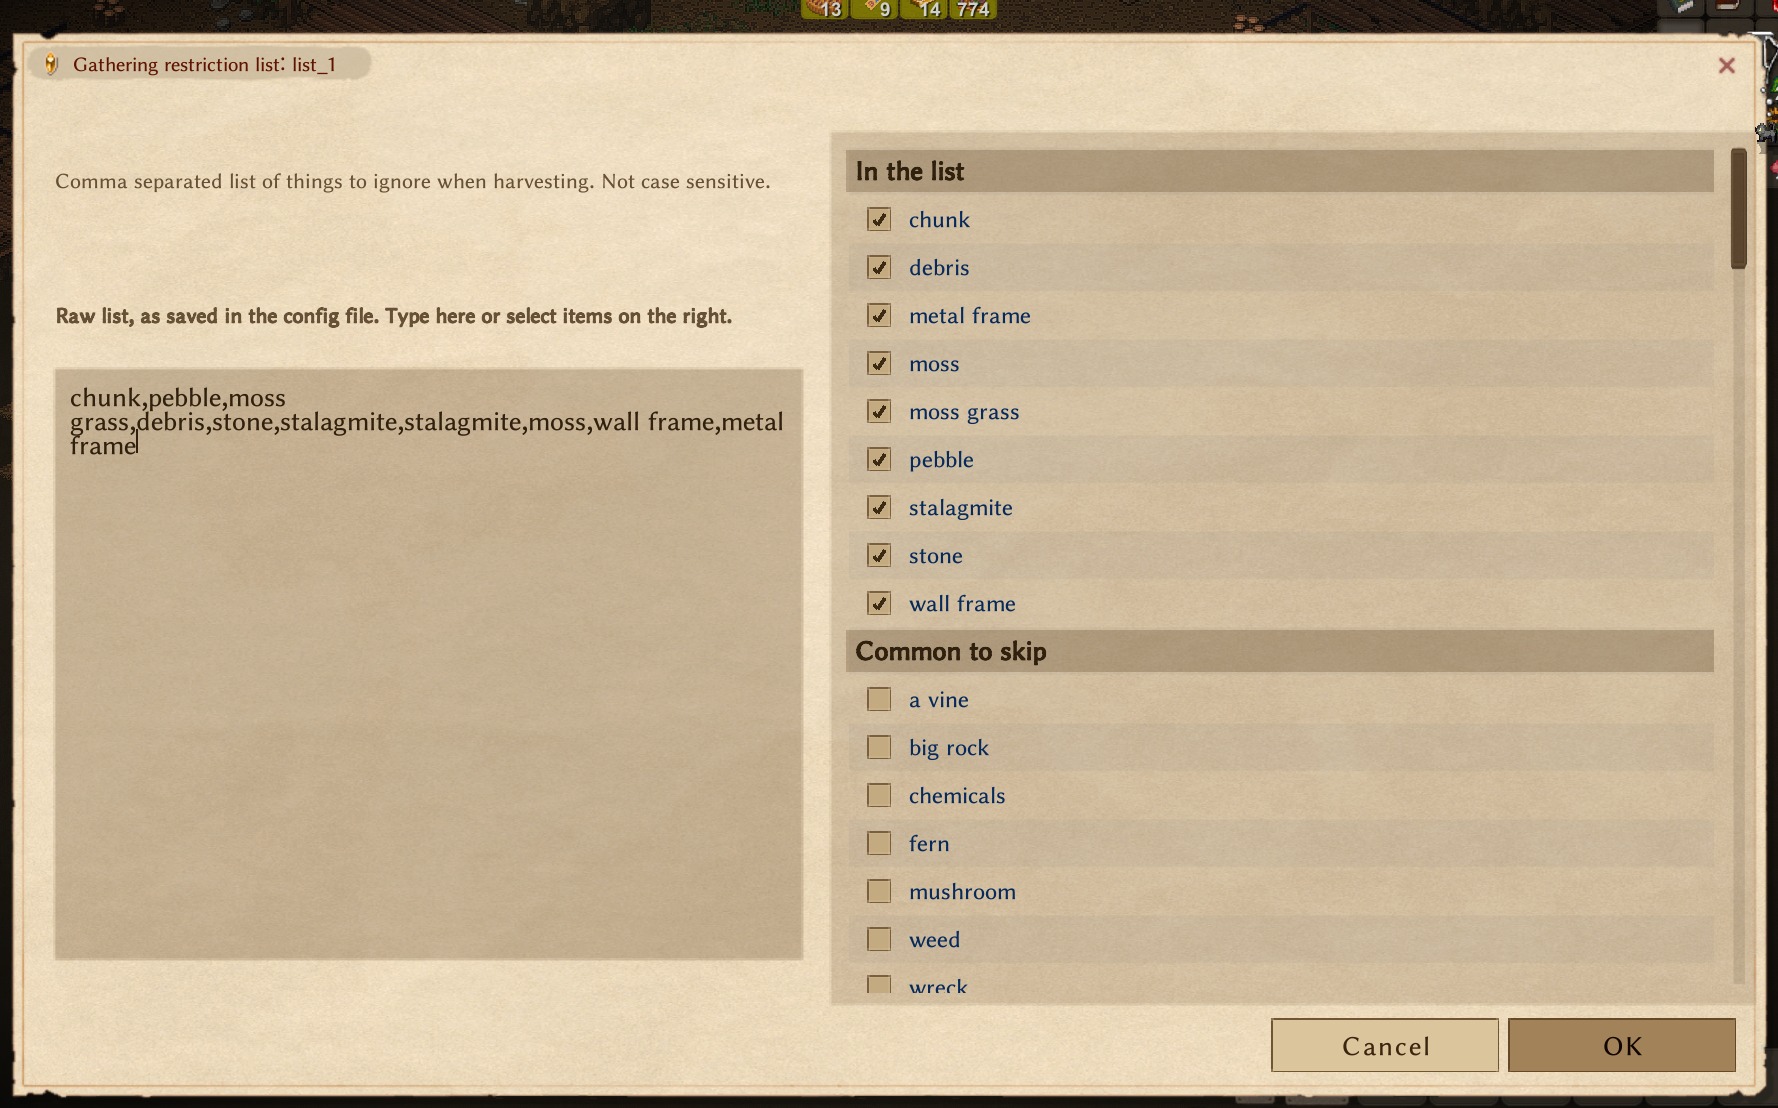 13 9 14 774
Gathering restriction list: list_1
Comma separated list of things to ignore when harvesting. Not case sensitive.
Raw list, as saved in the config file. Type here or select items on the right.
chunk,pebble,moss
grass,debris,stone,stalagmite,stalagmite,moss,wall frame,metal
frame
In the list
chunk
debris
metal frame
moss
moss grass
pebble
stalagmite
stone
wall frame
Common to skip
a vine
big rock
chemicals
fern
mushroom
weed
wreck
Cancel
OK